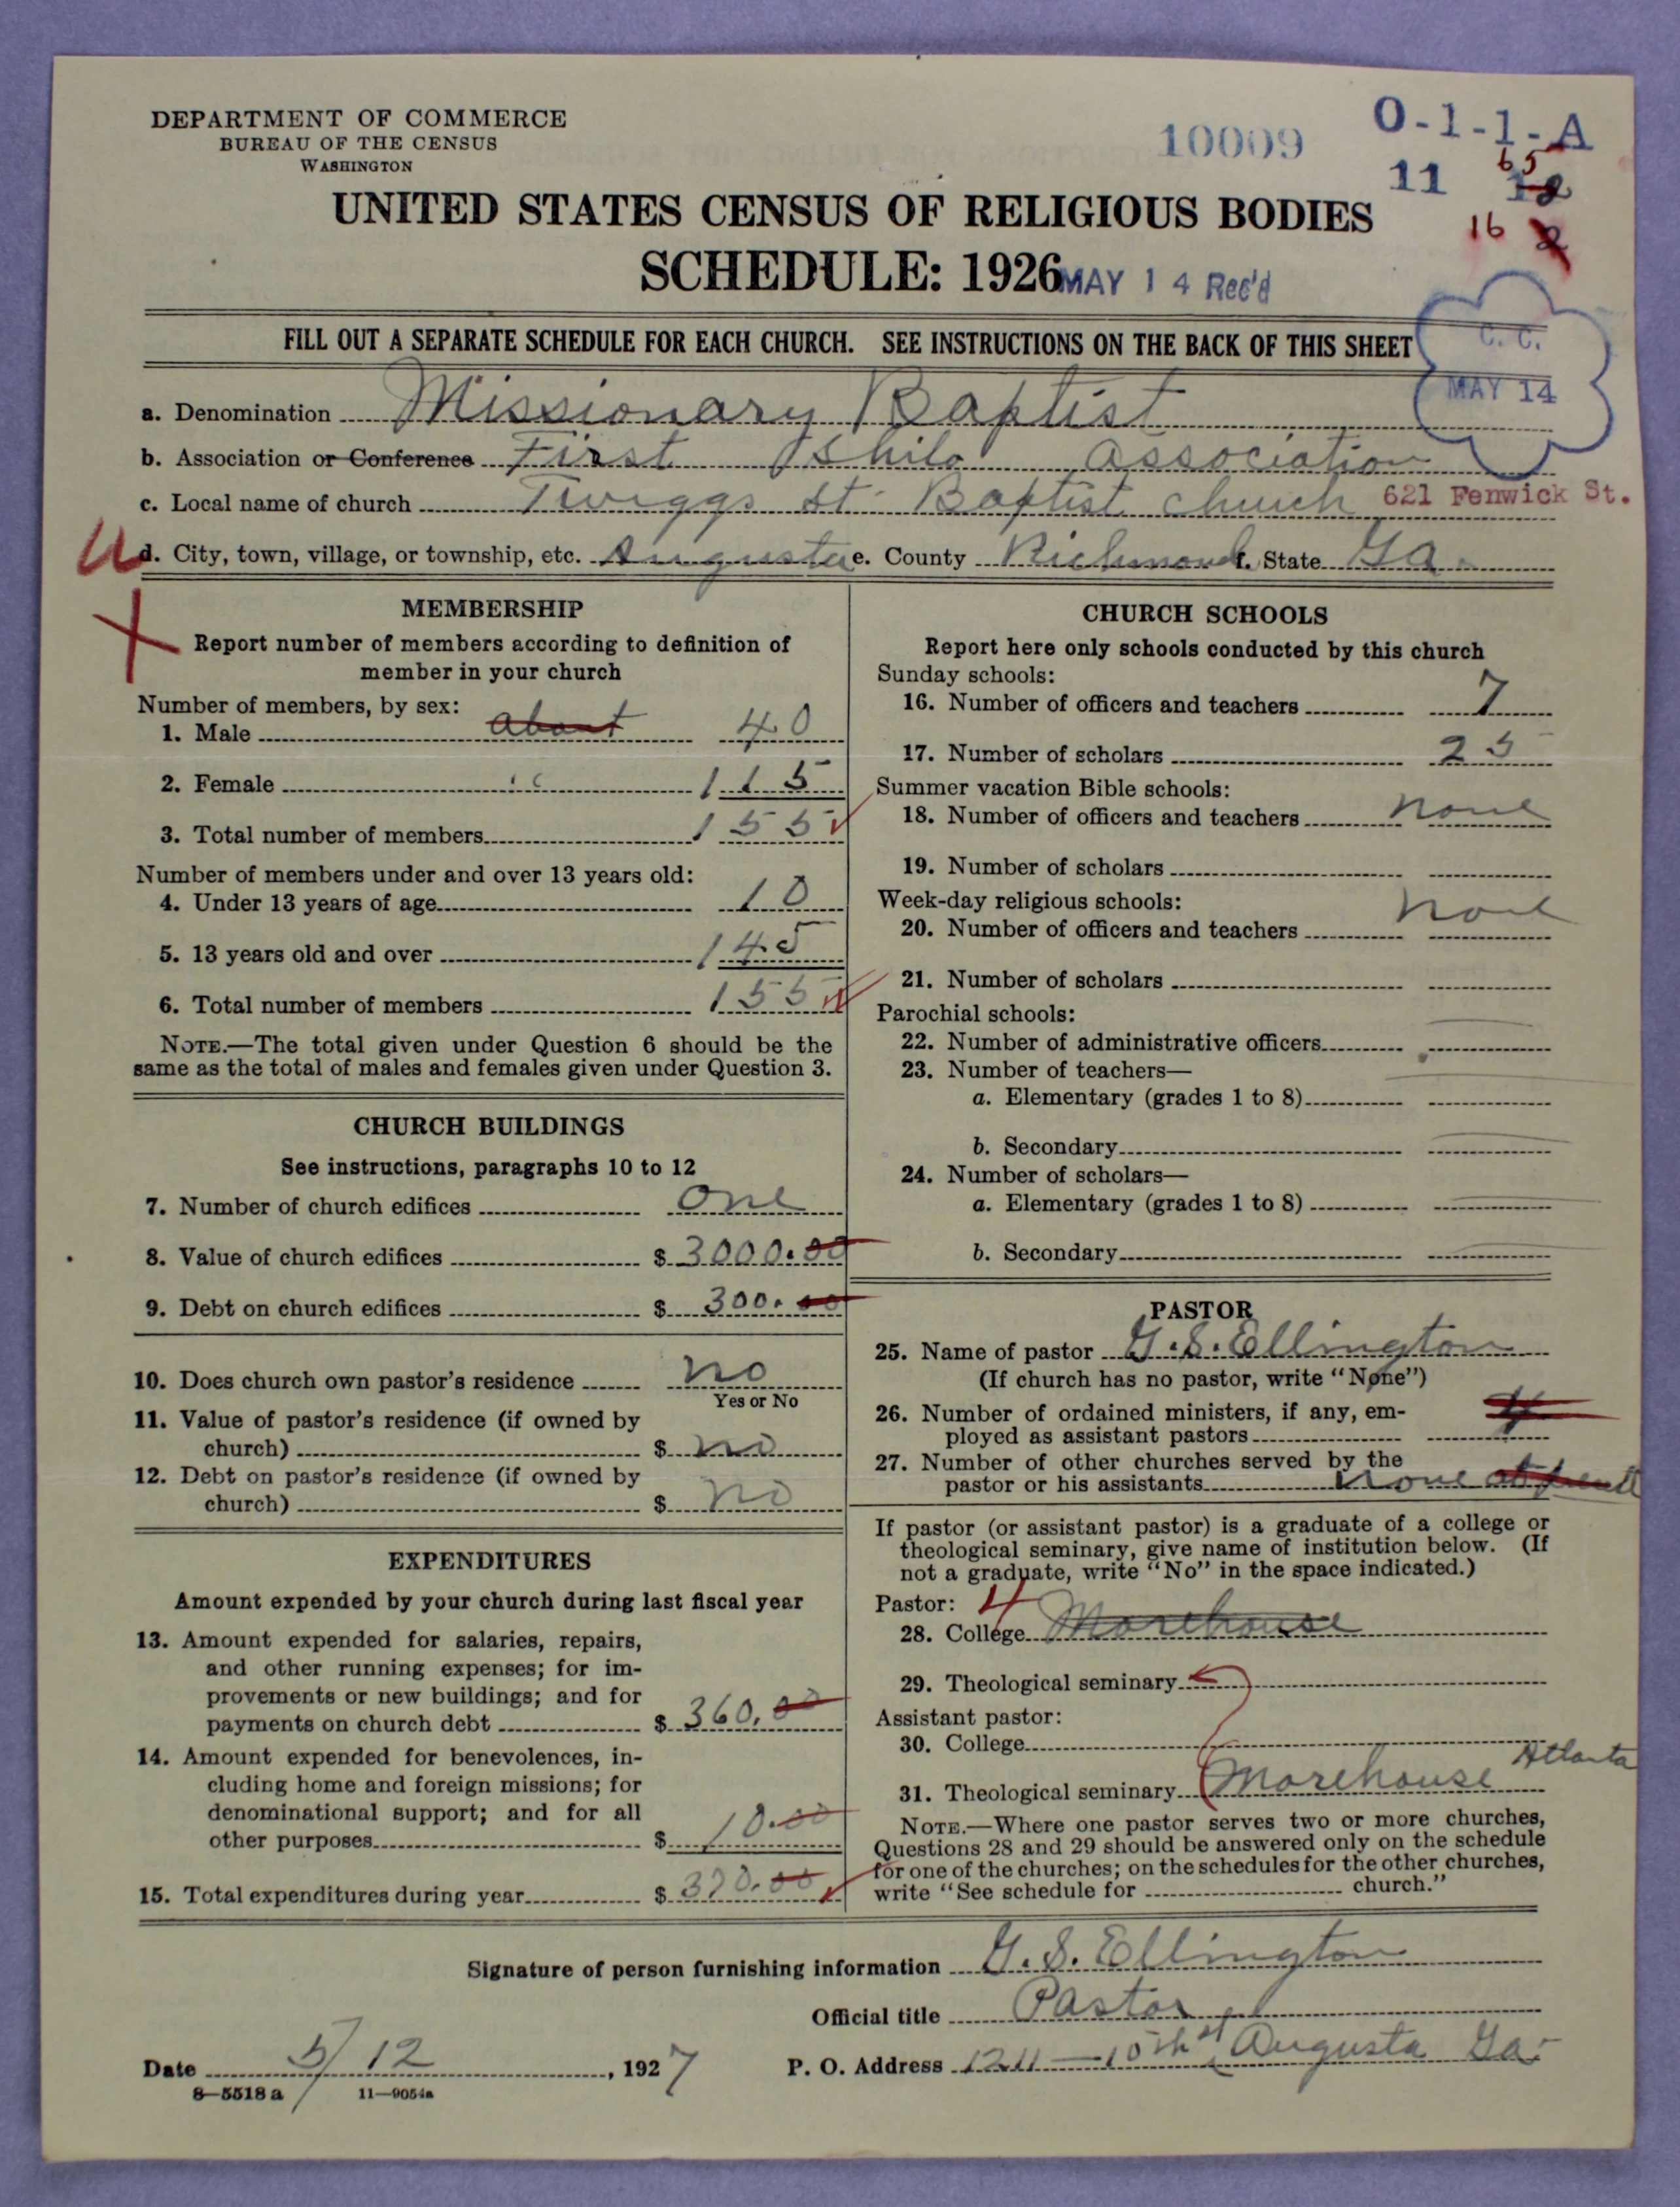 DEPARTMENT OF COMMERCE
BUREAU OF THE CENSUS
WASHINGTON
10009
O-1-1-A
11 12
65
16 2
UNITED STATES CENSUS OF RELIGIOUS BODIES
SCHEDULE: 1926
MAY 14 Rec'd
FILL OUT A SEPARATE SCHEDULE FOR EACH CHURCH. SEE INSTRUCTIONS ON THE BACK OF THIS SHEET
C. C.
MAY 14
a. Denomination Missionary Baptist
b. Association or Conference First Shilo Association
c. Local name of church Twiggs St. Baptist church 621 Fenwick St.
U d. City, town, village, or township, etc. Augusta e. County Richmond f. State Ga.
X
MEMBERSHIP
Report number of members according to definition of
member in your church
Number of members, by sex:
1. Male about 40
2. Female " 115
3. Total number of members 155
Number of members under and over 13 years old:
4. Under 13 years of age 10
5. 13 years old and over 145
6. Total number of members 155
NOTE.—The total given under Question 6 should be the
same as the total of males and females given under Question 3.
CHURCH BUILDINGS
See instructions, paragraphs 10 to 12
7. Number of church edifices one
8. Value of church edifices $ 3000.00
9. Debt on church edifices $ 300.00
10. Does church own pastor's residence no
Yes or No
11. Value of pastor's residence (if owned by
church) $ no
12. Debt on pastor's residence (if owned by
church) $ no
EXPENDITURES
Amount expended by your church during last fiscal year
13. Amount expended for salaries, repairs,
and other running expenses; for im-
provements or new buildings; and for
payments on church debt $ 360.00
14. Amount expended for benevolences, in-
cluding home and foreign missions; for
denominational support; and for all
other purposes $ 10.00
15. Total expenditures during year $ 370.00
CHURCH SCHOOLS
Report here only schools conducted by this church
Sunday schools:
16. Number of officers and teachers 7
17. Number of scholars 25
Summer vacation Bible schools:
18. Number of officers and teachers none
19. Number of scholars
Week-day religious schools:
20. Number of officers and teachers none
21. Number of scholars
Parochial schools:
22. Number of administrative officers
23. Number of teachers—
a. Elementary (grades 1 to 8)
b. Secondary
24. Number of scholars—
a. Elementary (grades 1 to 8)
b. Secondary
PASTOR
25. Name of pastor G. S. Ellington
(If church has no pastor, write "None")
26. Number of ordained ministers, if any, em-
ployed as assistant pastors
27. Number of other churches served by the
pastor or his assistants none at
If pastor (or assistant pastor) is a graduate of a college or
theological seminary, give name of institution below. (If
not a graduate, write "No" in the space indicated.)
Pastor: 4
28. College Morehouse
29. Theological seminary
Assistant pastor:
30. College
31. Theological seminary Morehouse Atlanta
NOTE.—Where one pastor serves two or more churches,
Questions 28 and 29 should be answered only on the schedule
for one of the churches; on the schedules for the other churches,
write "See schedule for church."
Signature of person furnishing information G. S. Ellington
Official title Pastor
Date 5/12, 1927
P. O. Address 1211—10th St Augusta Ga.
8—5518 a 11—9054a